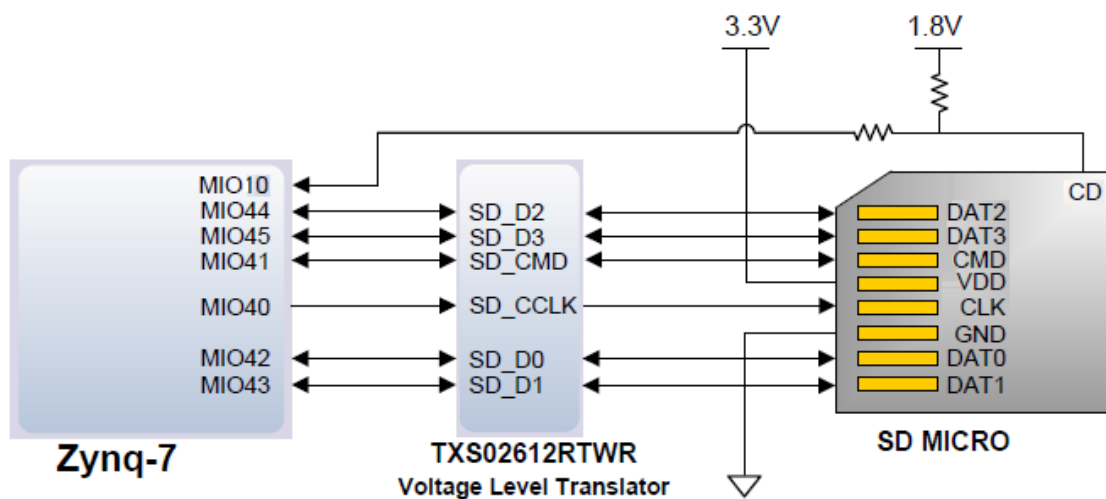 3.3V 1.8V
CD
MIO10
MIO44 SD_D2 DAT2
MIO45 SD_D3 DAT3
MIO41 SD_CMD CMD
VDD
MIO40 SD_CCLK CLK
GND
MIO42 SD_D0 DAT0
MIO43 SD_D1 DAT1
Zynq-7
TXS02612RTWR
Voltage Level Translator
SD MICRO